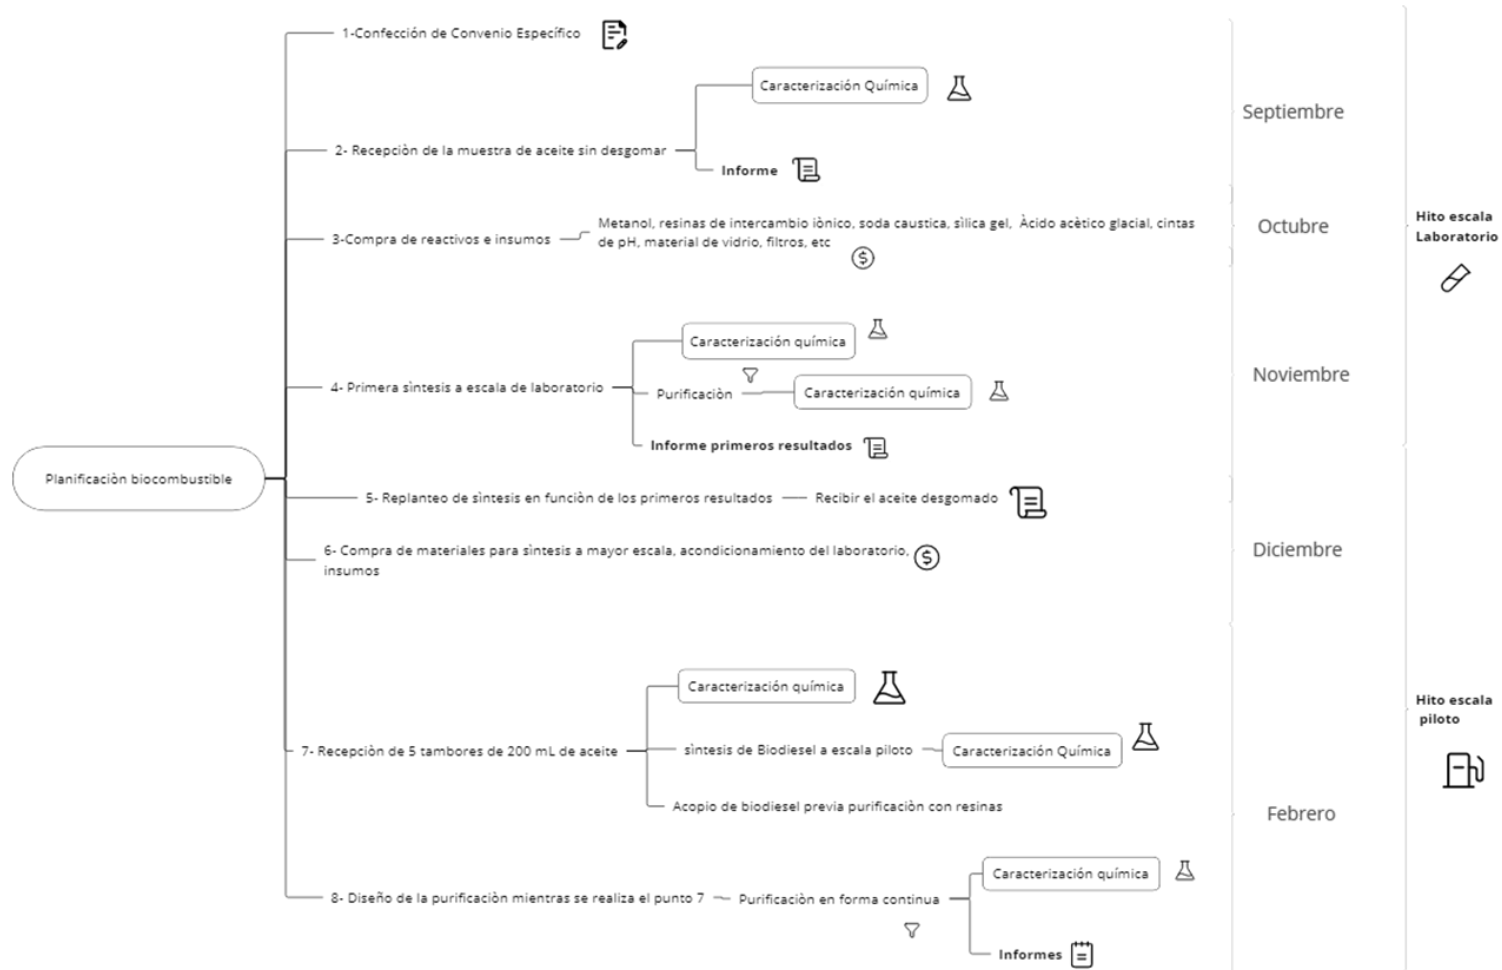 1-Confección de Convenio Específico
Caracterización Química
2- Recepciòn de la muestra de aceite sin desgomar
Informe
Septiembre
3-Compra de reactivos e insumos
Metanol, resinas de intercambio iònico, soda caustica, sìlica gel, Àcido acètico glacial, cintas
de pH, material de vidrio, filtros, etc
Octubre
Hito escala
Laboratorio
4- Primera sìntesis a escala de laboratorio
Caracterización química
Purificaciòn
Caracterización química
Informe primeros resultados
Noviembre
Planificaciòn biocombustible
5- Replanteo de sìntesis en funciòn de los primeros resultados
Recibir el aceite desgomado
6- Compra de materiales para sìntesis a mayor escala, acondicionamiento del laboratorio,
insumos
Diciembre
7- Recepciòn de 5 tambores de 200 mL de aceite
Caracterización química
sìntesis de Biodiesel a escala piloto
Caracterización Química
Acopio de biodiesel previa purificaciòn con resinas
Hito escala
piloto
Febrero
8- Diseño de la purificaciòn mientras se realiza el punto 7
Purificaciòn en forma continua
Caracterización química
Informes